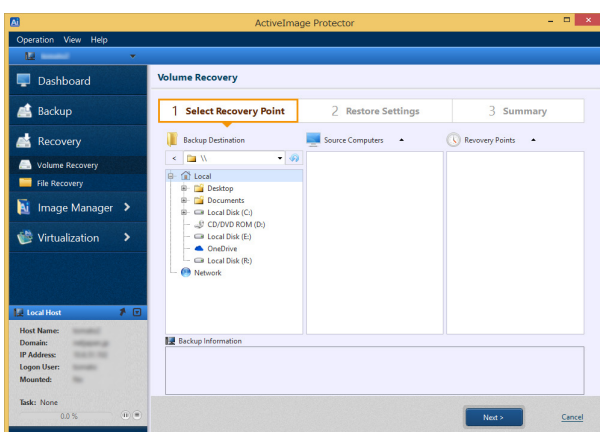 Ai
ActiveImage Protector
Operation View Help
Dashboard
Backup
Recovery
Volume Recovery
File Recovery
Image Manager
Virtualization
Local Host
Host Name:
Domain:
IP Address:
Logon User:
Mounted:
Task: None
0.0 %
Volume Recovery
1 Select Recovery Point
2 Restore Settings
3 Summary
Backup Destination
Source Computers
Revovery Points
\\
Local
Desktop
Documents
Local Disk (C:)
CD/DVD ROM (D:)
Local Disk (E:)
OneDrive
Local Disk (R:)
Network
Backup Information
Next >
Cancel